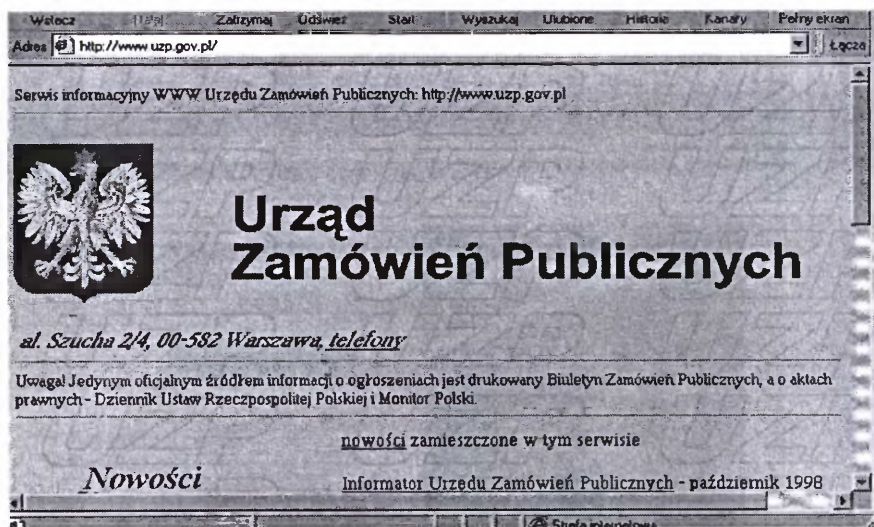 Wstecz Zatrzymaj Odśwież Start Wyszukaj Ulubione Historia Kanały Pełny ekran
Adres http://www.uzp.gov.pl/ Łącza
Serwis informacyjny WWW Urzędu Zamówień Publicznych: http://www.uzp.gov.pl
Urząd
Zamówień Publicznych
al. Szucha 2/4, 00-582 Warszawa, telefony
Uwaga! Jedynym oficjalnym źródłem informacji o ogłoszeniach jest drukowany Biuletyn Zamówień Publicznych, a o aktach
prawnych - Dziennik Ustaw Rzeczpospolitej Polskiej i Monitor Polski.
nowości zamieszczone w tym serwisie
Nowości
Informator Urzędu Zamówień Publicznych - październik 1998
Strefa internetowa